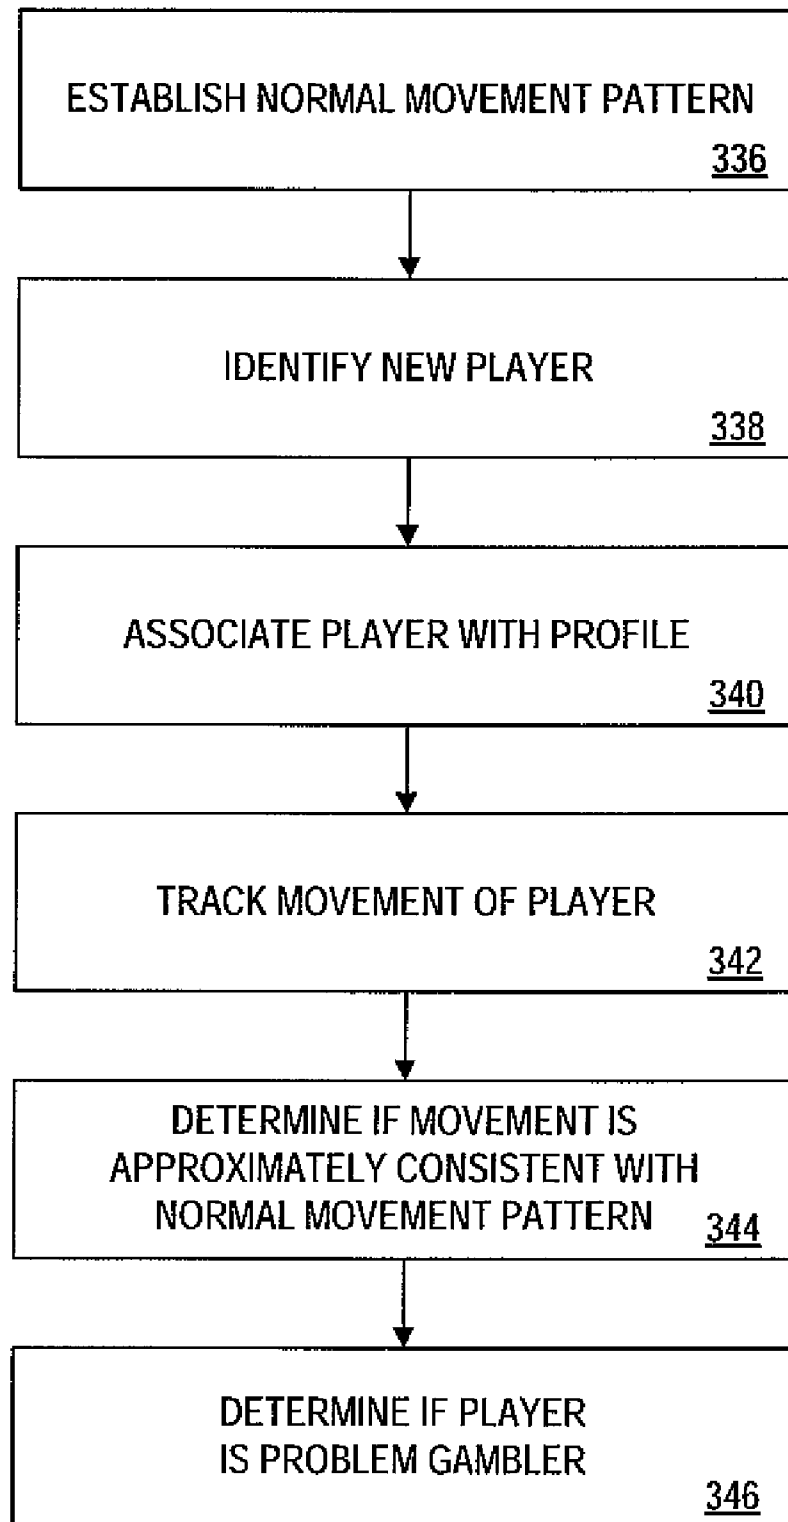 ESTABLISH NORMAL MOVEMENT PATTERN
336
IDENTIFY NEW PLAYER
338
ASSOCIATE PLAYER WITH PROFILE
340
TRACK MOVEMENT OF PLAYER
342
DETERMINE IF MOVEMENT IS
APPROXIMATELY CONSISTENT WITH
NORMAL MOVEMENT PATTERN
344
DETERMINE IF PLAYER
IS PROBLEM GAMBLER
346